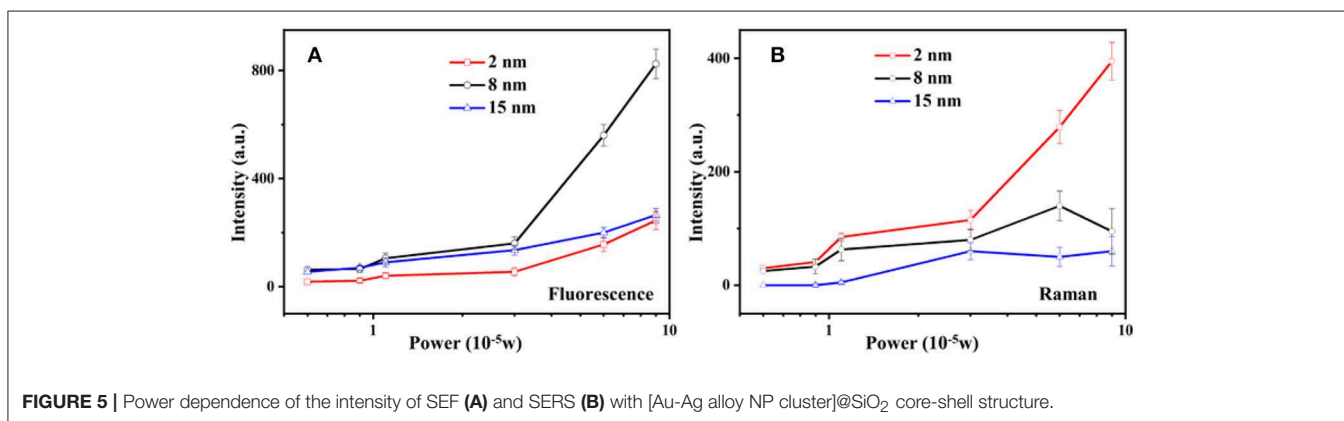 A
2 nm
8 nm
15 nm
800
400
0
Intensity (a.u.)
Fluorescence
1
10
Power (10⁻⁵w)
B
2 nm
8 nm
15 nm
400
200
0
Intensity (a.u.)
Raman
1
10
Power (10⁻⁵w)
FIGURE 5 | Power dependence of the intensity of SEF (A) and SERS (B) with [Au-Ag alloy NP cluster]@SiO₂ core-shell structure.